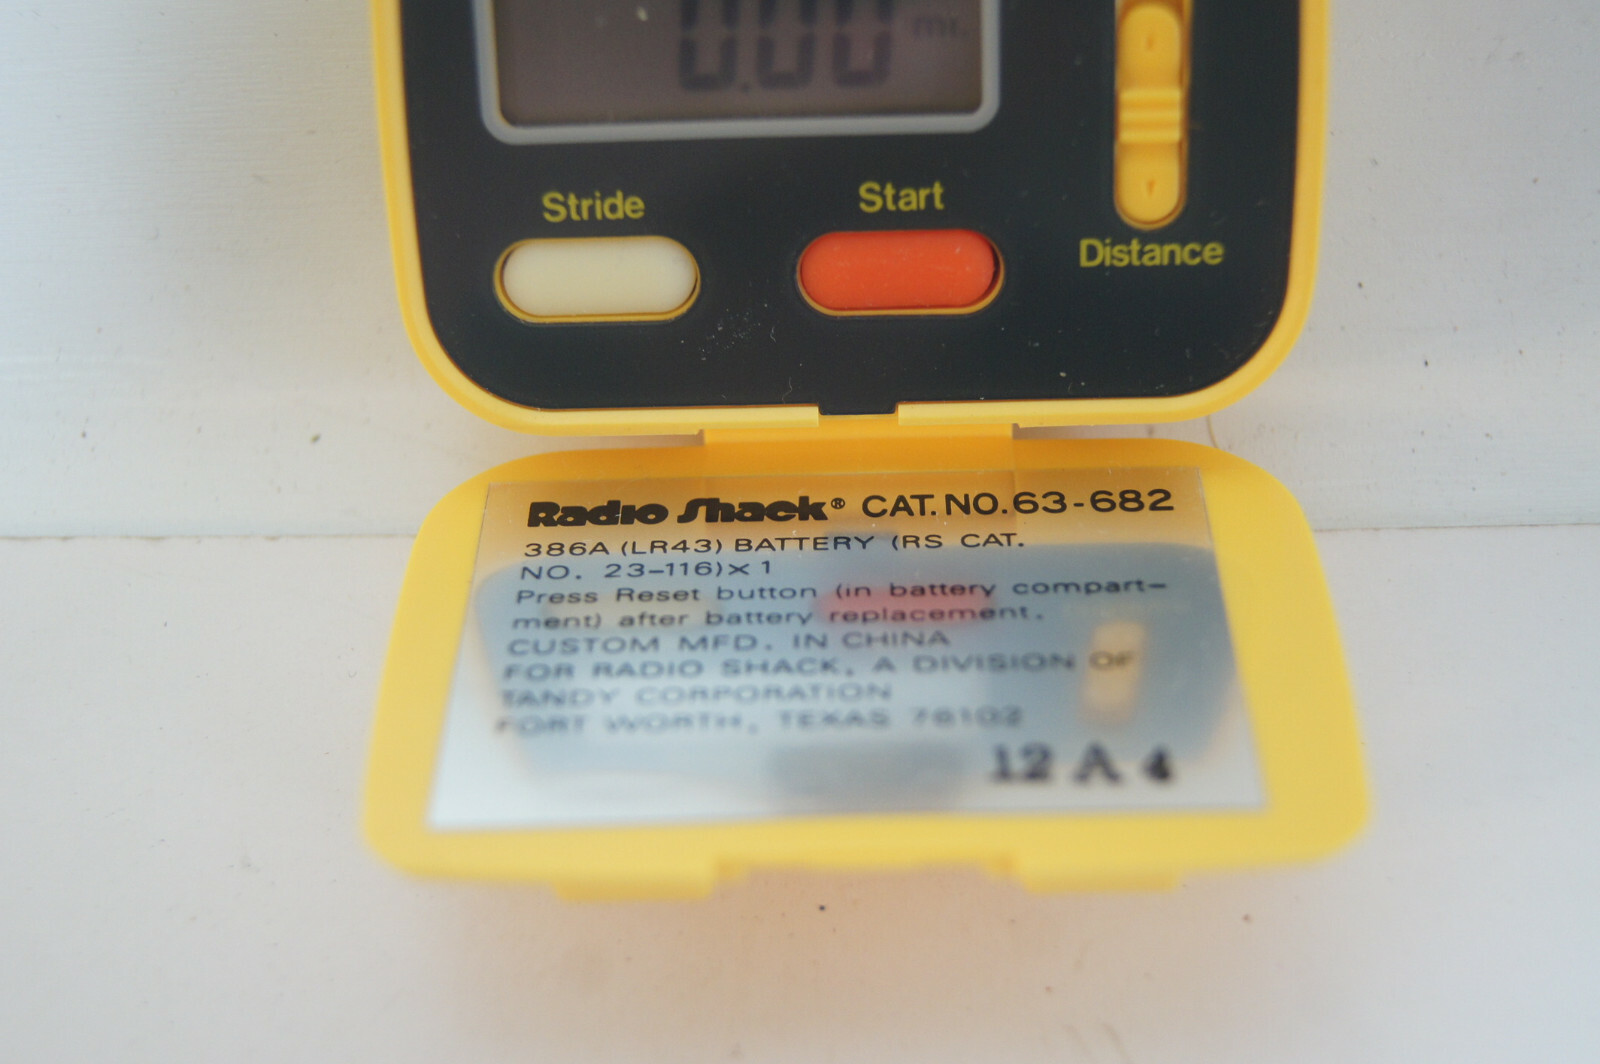 0.00 mi.
Stride
Start
Distance
Radio Shack® CAT. NO. 63-682
386A (LR43) BATTERY (RS CAT.
NO. 23-116) x 1
Press Reset button (in battery compart-
ment) after battery replacement.
CUSTOM MFD. IN CHINA
FOR RADIO SHACK, A DIVISION OF
TANDY CORPORATION
FORT WORTH, TEXAS 76102
12 A 4